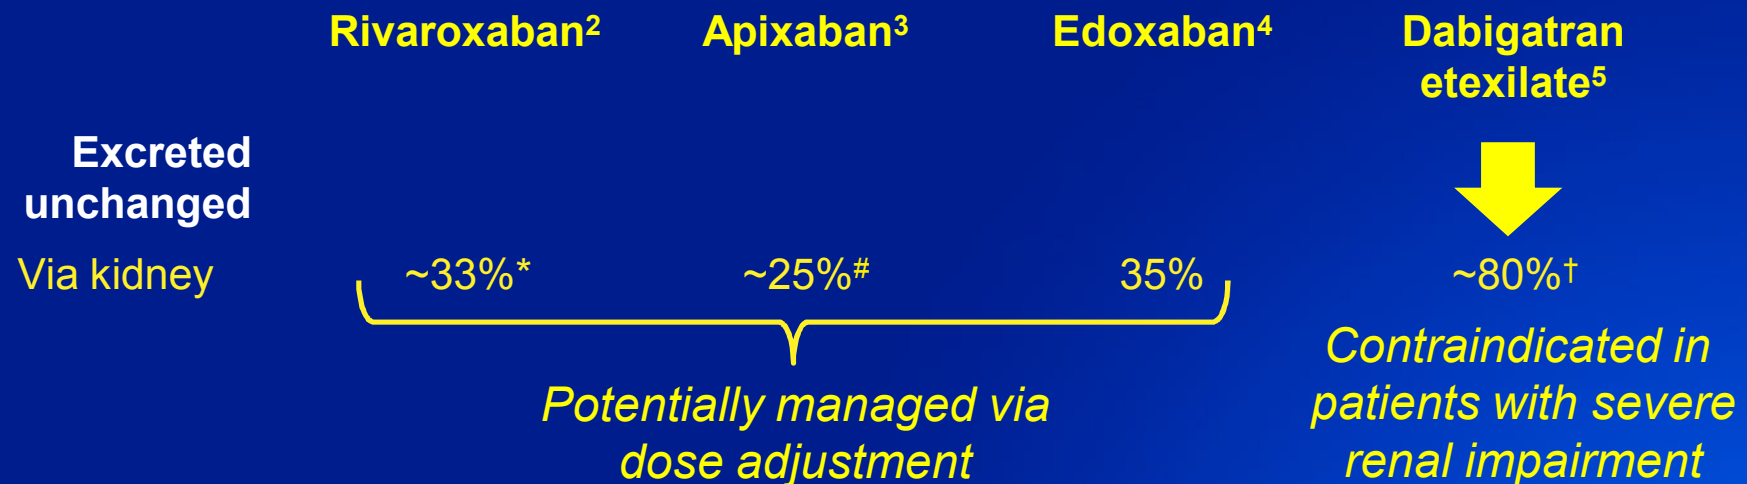 Rivaroxaban² Apixaban³ Edoxaban⁴ Dabigatran
etexilate⁵
Excreted
unchanged
Via kidney ~33%* ~25%# 35% ~80%†
Potentially managed via
dose adjustment
Contraindicated in
patients with severe
renal impairment